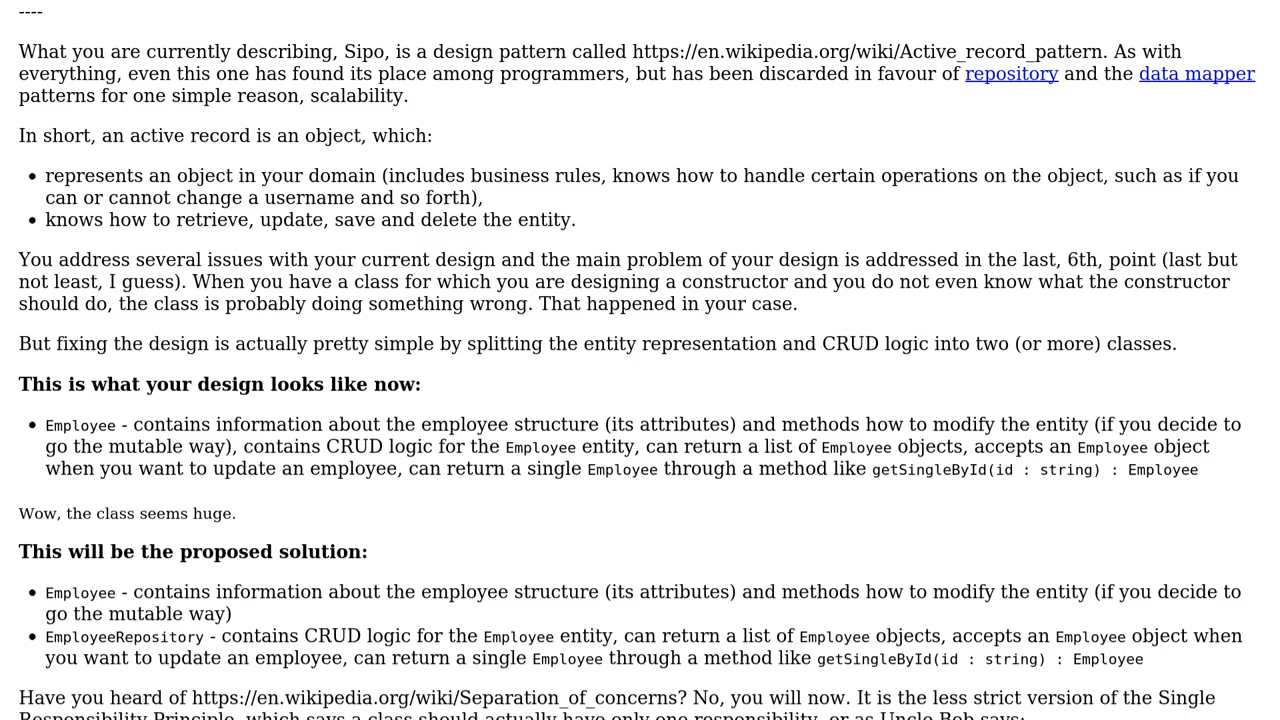 ----
What you are currently describing, Sipo, is a design pattern called https://en.wikipedia.org/wiki/Active_record_pattern. As with
everything, even this one has found its place among programmers, but has been discarded in favour of repository and the data mapper
patterns for one simple reason, scalability.
In short, an active record is an object, which:
• represents an object in your domain (includes business rules, knows how to handle certain operations on the object, such as if you
can or cannot change a username and so forth),
• knows how to retrieve, update, save and delete the entity.
You address several issues with your current design and the main problem of your design is addressed in the last, 6th, point (last but
not least, I guess). When you have a class for which you are designing a constructor and you do not even know what the constructor
should do, the class is probably doing something wrong. That happened in your case.
But fixing the design is actually pretty simple by splitting the entity representation and CRUD logic into two (or more) classes.
This is what your design looks like now:
• Employee - contains information about the employee structure (its attributes) and methods how to modify the entity (if you decide to
go the mutable way), contains CRUD logic for the Employee entity, can return a list of Employee objects, accepts an Employee object
when you want to update an employee, can return a single Employee through a method like getSingleById(id : string) : Employee
Wow, the class seems huge.
This will be the proposed solution:
• Employee - contains information about the employee structure (its attributes) and methods how to modify the entity (if you decide to
go the mutable way)
• EmployeeRepository - contains CRUD logic for the Employee entity, can return a list of Employee objects, accepts an Employee object when
you want to update an employee, can return a single Employee through a method like getSingleById(id : string) : Employee
Have you heard of https://en.wikipedia.org/wiki/Separation_of_concerns? No, you will now. It is the less strict version of the Single
Responsibility Principle, which says a class should actually have only one responsibility, or as Uncle Bob says: